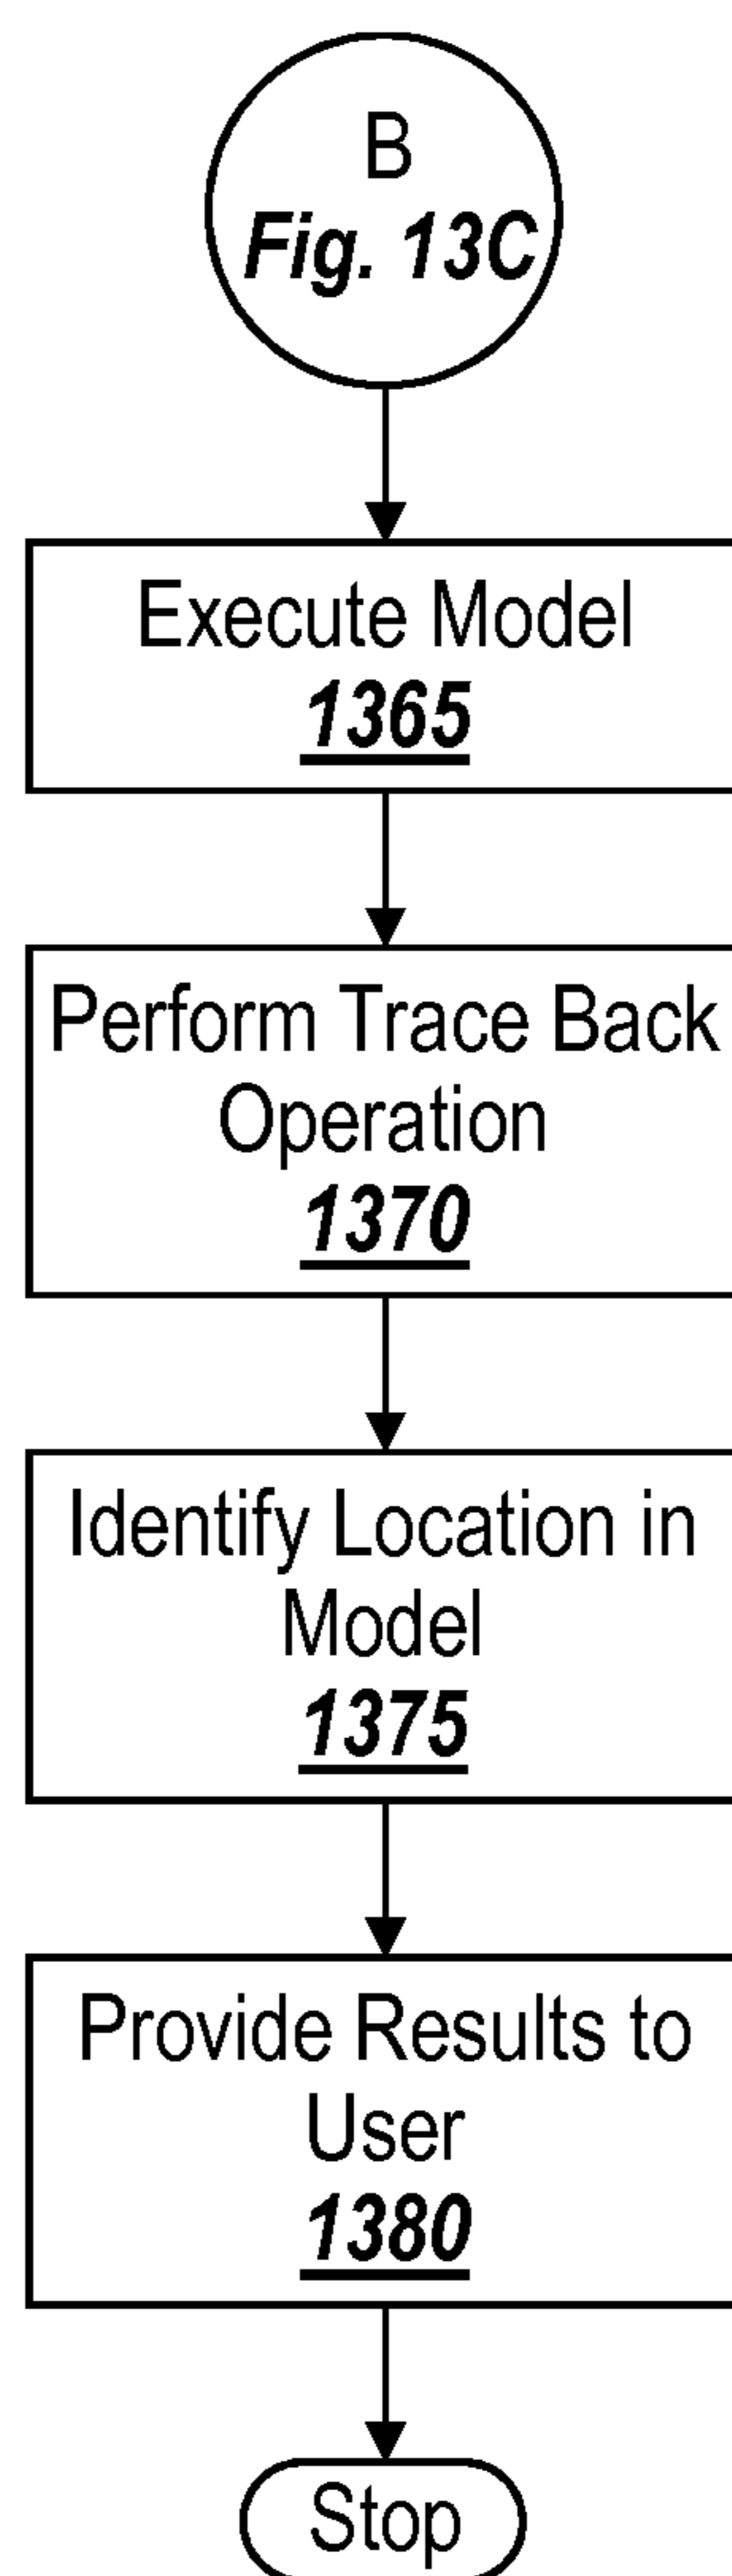 B
Fig. 13C
Execute Model
1365
Perform Trace Back
Operation
1370
Identify Location in
Model
1375
Provide Results to
User
1380
Stop